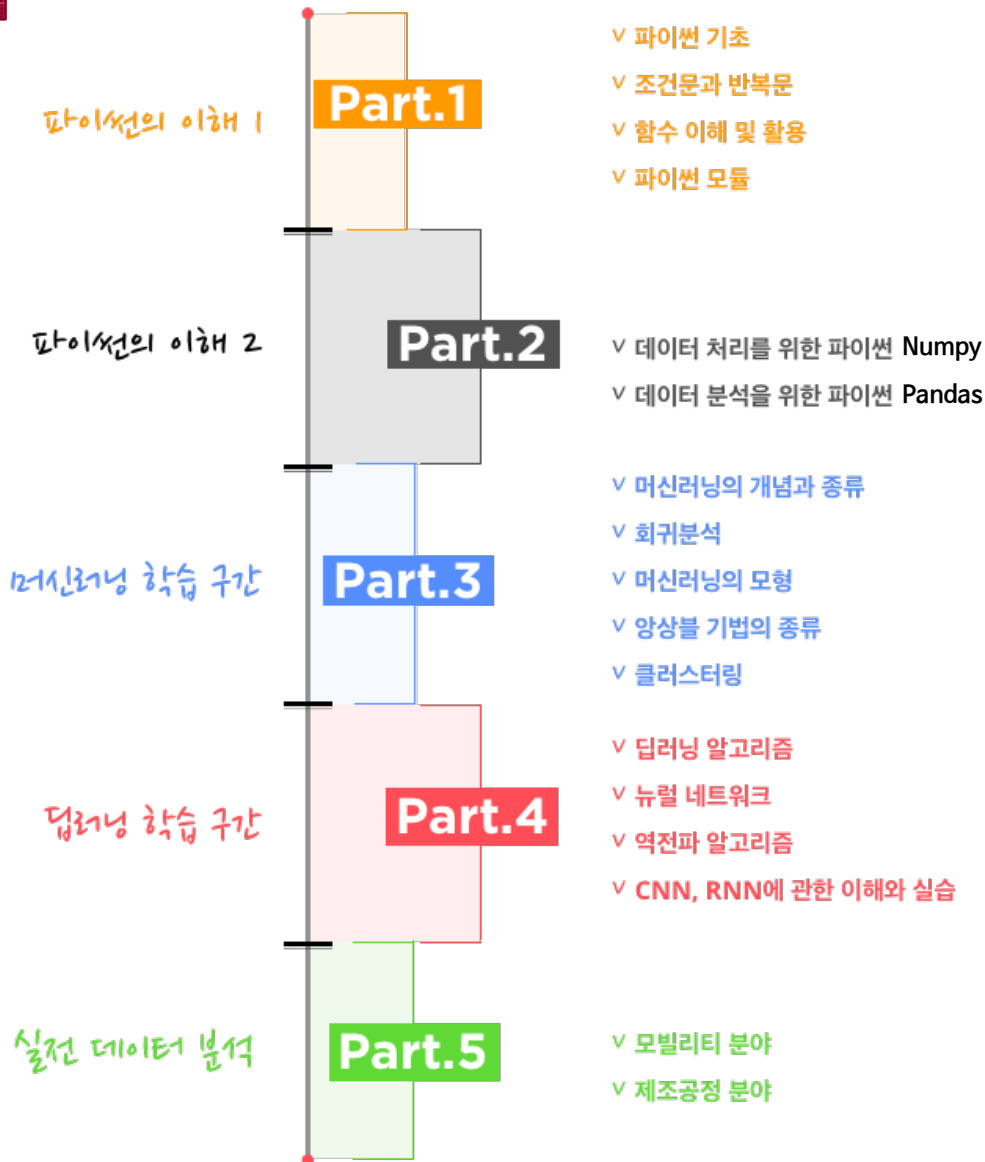 파이썬의 이해 1
Part.1
∨ 파이썬 기초
∨ 조건문과 반복문
∨ 함수 이해 및 활용
∨ 파이썬 모듈
파이썬의 이해 2
Part.2
∨ 데이터 처리를 위한 파이썬 Numpy
∨ 데이터 분석을 위한 파이썬 Pandas
머신러닝 학습 구간
Part.3
∨ 머신러닝의 개념과 종류
∨ 회귀분석
∨ 머신러닝의 모형
∨ 앙상블 기법의 종류
∨ 클러스터링
딥러닝 학습 구간
Part.4
∨ 딥러닝 알고리즘
∨ 뉴럴 네트워크
∨ 역전파 알고리즘
∨ CNN, RNN에 관한 이해와 실습
실전 데이터 분석
Part.5
∨ 모빌리티 분야
∨ 제조공정 분야